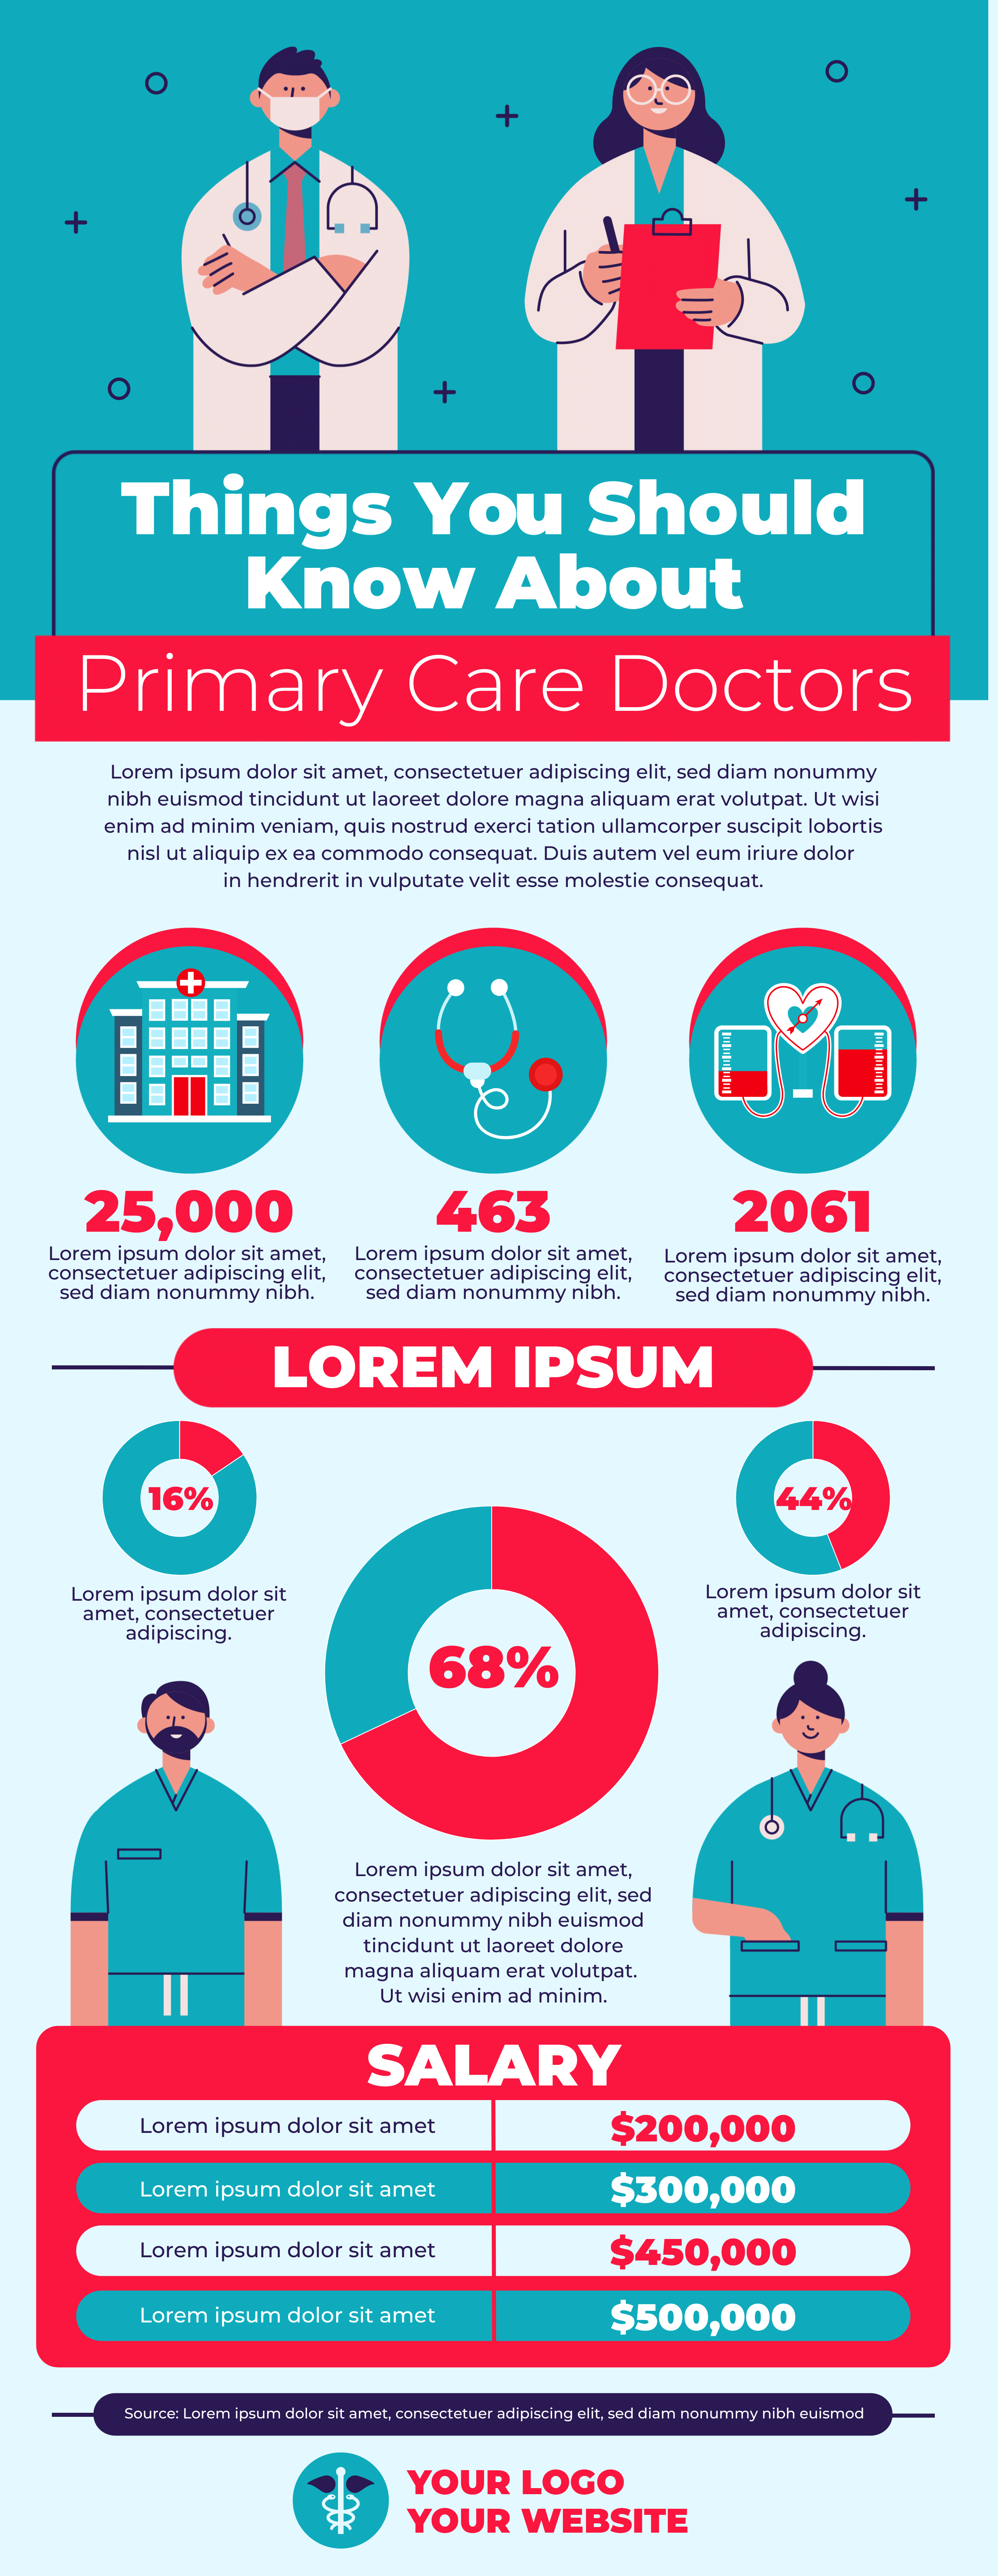 Things You Should
Know About
Primary Care Doctors
Lorem ipsum dolor sit amet, consectetuer adipiscing elit, sed diam nonummy
nibh euismod tincidunt ut laoreet dolore magna aliquam erat volutpat. Ut wisi
enim ad minim veniam, quis nostrud exerci tation ullamcorper suscipit lobortis
nisl ut aliquip ex ea commodo consequat. Duis autem vel eum iriure dolor
in hendrerit in vulputate velit esse molestie consequat.
25,000
Lorem ipsum dolor sit amet,
consectetuer adipiscing elit,
sed diam nonummy nibh.
463
Lorem ipsum dolor sit amet,
consectetuer adipiscing elit,
sed diam nonummy nibh.
2061
Lorem ipsum dolor sit amet,
consectetuer adipiscing elit,
sed diam nonummy nibh.
LOREM IPSUM
16%
Lorem ipsum dolor sit
amet, consectetuer
adipiscing.
44%
Lorem ipsum dolor sit
amet, consectetuer
adipiscing.
68%
Lorem ipsum dolor sit amet,
consectetuer adipiscing elit, sed
diam nonummy nibh euismod
tincidunt ut laoreet dolore
magna aliquam erat volutpat.
Ut wisi enim ad minim.
SALARY
Lorem ipsum dolor sit amet $200,000
Lorem ipsum dolor sit amet $300,000
Lorem ipsum dolor sit amet $450,000
Lorem ipsum dolor sit amet $500,000
Source: Lorem ipsum dolor sit amet, consectetuer adipiscing elit, sed diam nonummy nibh euismod
YOUR LOGO
YOUR WEBSITE